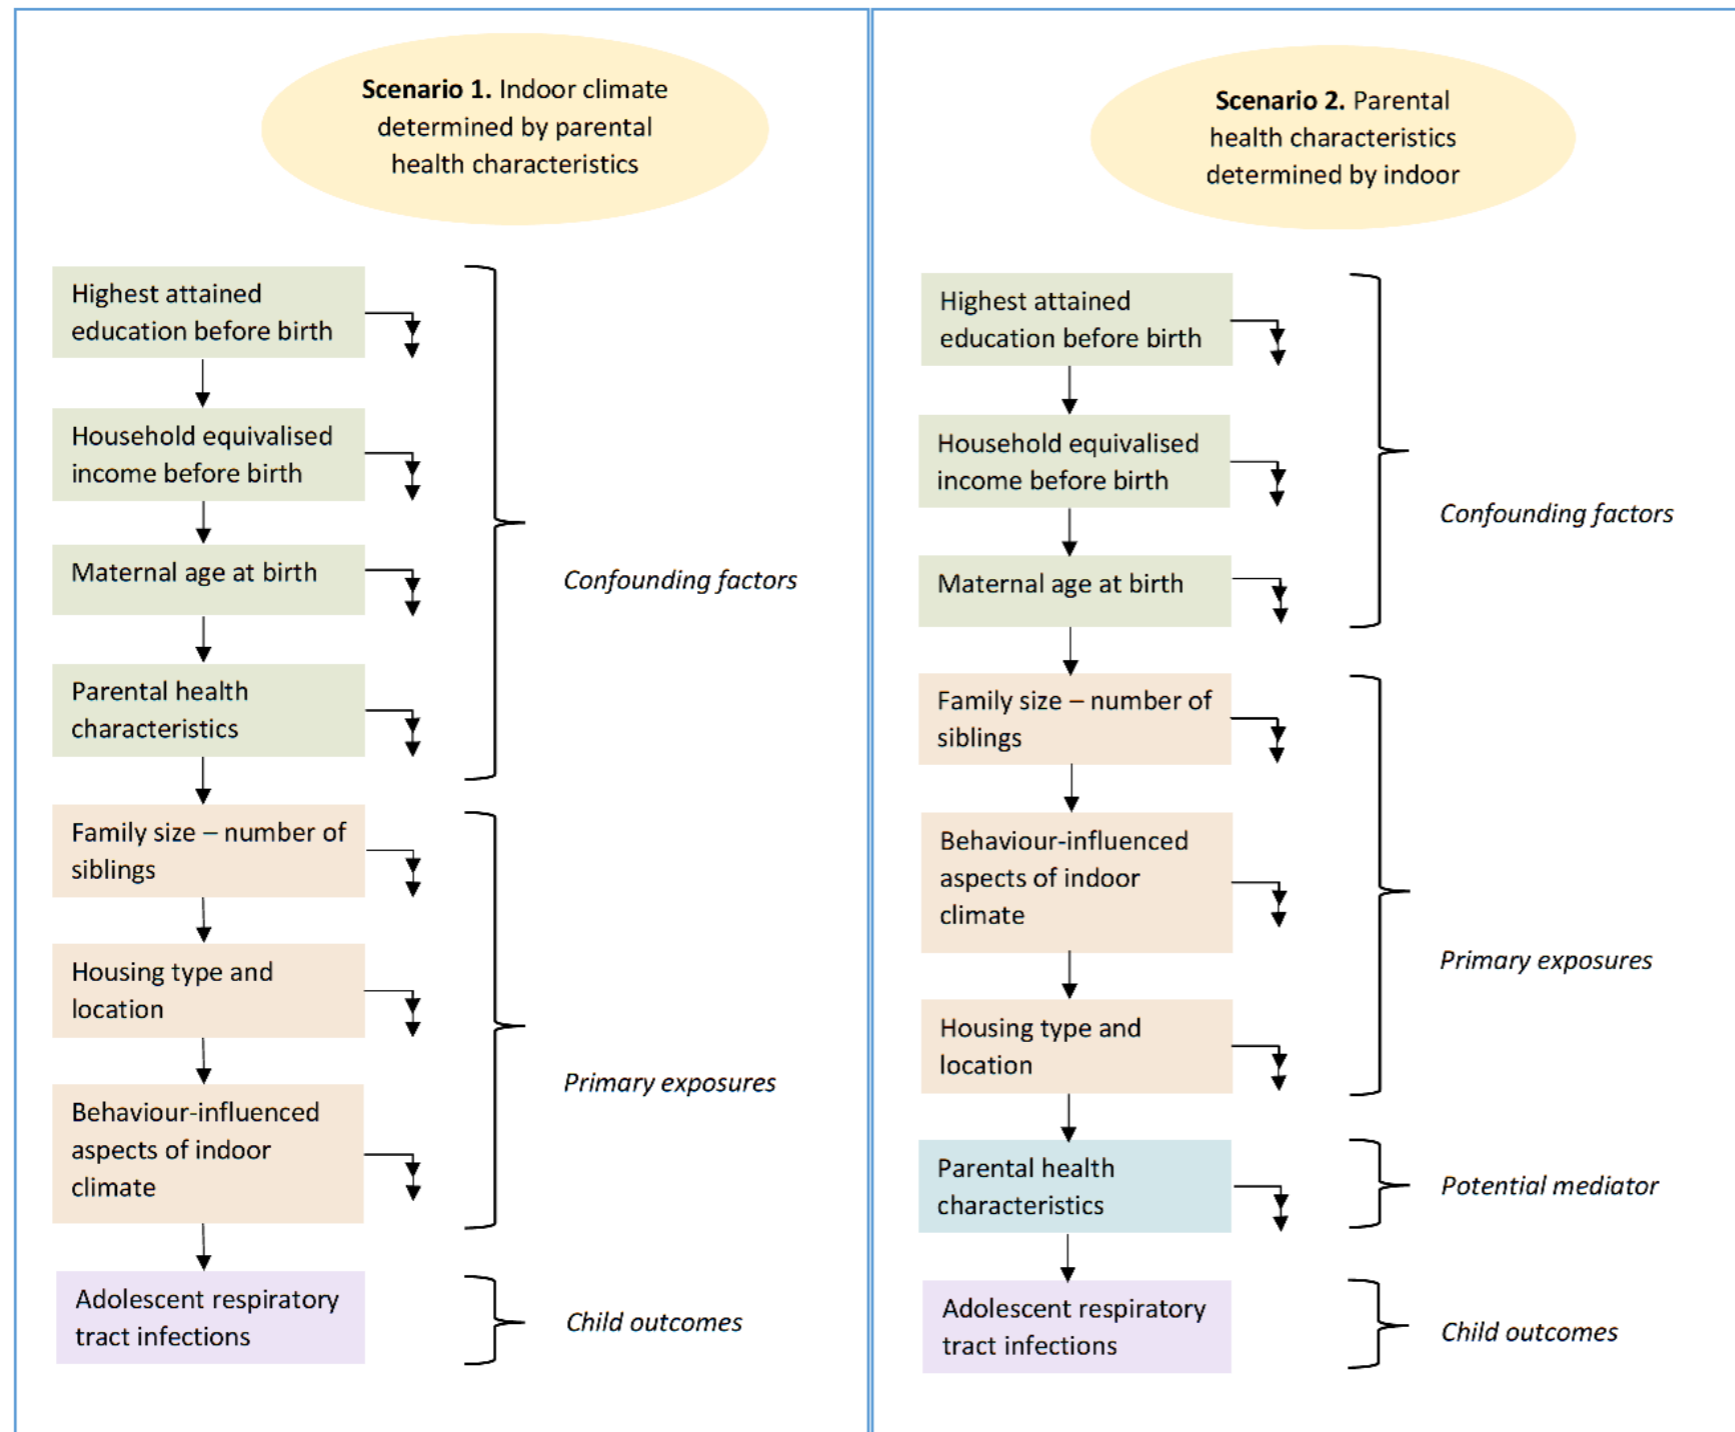 Scenario 1. Indoor climate
determined by parental
health characteristics
Highest attained
education before birth
Household equivalised
income before birth
Maternal age at birth
Parental health
characteristics
Confounding factors
Family size – number of
siblings
Housing type and
location
Behaviour-influenced
aspects of indoor
climate
Primary exposures
Adolescent respiratory
tract infections
Child outcomes
Scenario 2. Parental
health characteristics
determined by indoor
Highest attained
education before birth
Household equivalised
income before birth
Maternal age at birth
Confounding factors
Family size – number of
siblings
Behaviour-influenced
aspects of indoor
climate
Housing type and
location
Primary exposures
Parental health
characteristics
Potential mediator
Adolescent respiratory
tract infections
Child outcomes